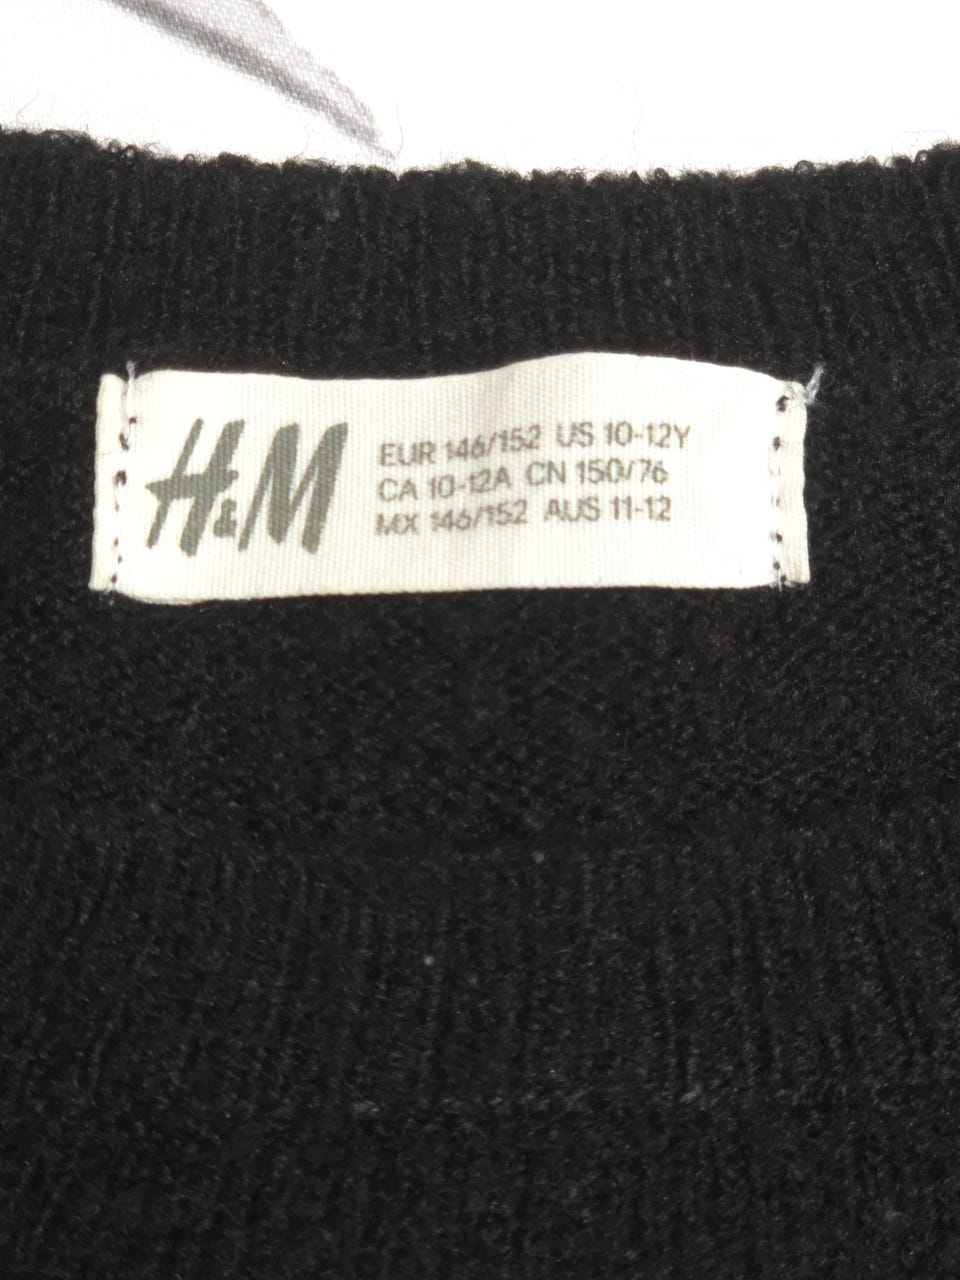 H&M
EUR 146/152 US 10-12Y
CA 10-12A CN 150/76
MX 146/152 AUS 11-12